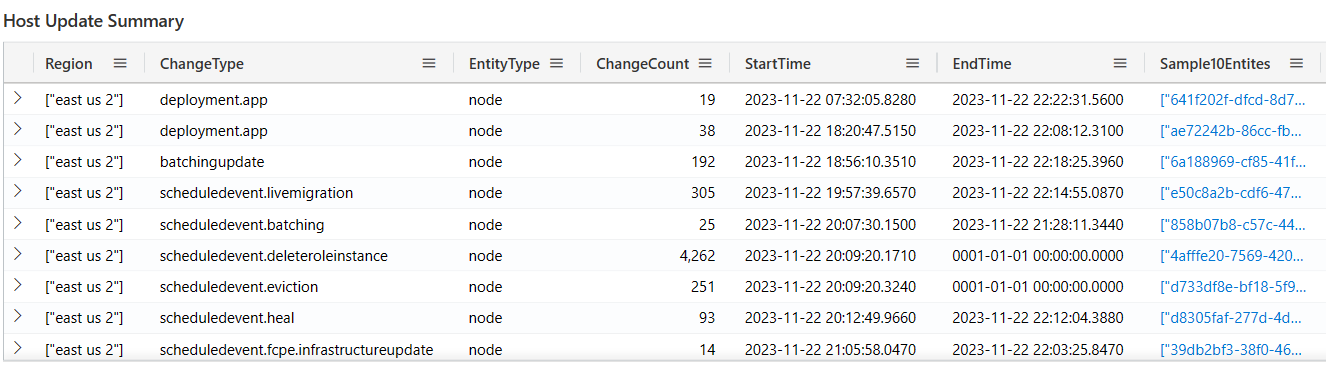 Host Update Summary
Region ChangeType EntityType ChangeCount StartTime EndTime Sample10Entites
["east us 2"] deployment.app node 19 2023-11-22 07:32:05.8280 2023-11-22 22:22:31.5600 ["641f202f-dfcd-8d7...
["east us 2"] deployment.app node 38 2023-11-22 18:20:47.5150 2023-11-22 22:08:12.3100 ["ae72242b-86cc-fb...
["east us 2"] batchingupdate node 192 2023-11-22 18:56:10.3510 2023-11-22 22:18:25.3960 ["6a188969-cf85-41f...
["east us 2"] scheduledevent.livemigration node 305 2023-11-22 19:57:39.6570 2023-11-22 22:14:55.0870 ["e50c8a2b-cdf6-47...
["east us 2"] scheduledevent.batching node 25 2023-11-22 20:07:30.1500 2023-11-22 21:28:11.3440 ["858b07b8-c57c-44...
["east us 2"] scheduledevent.deleteroleinstance node 4,262 2023-11-22 20:09:20.1710 0001-01-01 00:00:00.0000 ["4afffe20-7569-420...
["east us 2"] scheduledevent.eviction node 251 2023-11-22 20:09:20.3240 0001-01-01 00:00:00.0000 ["d733df8e-bf18-5f9...
["east us 2"] scheduledevent.heal node 93 2023-11-22 20:12:49.9660 2023-11-22 22:12:04.3880 ["d8305faf-277d-4d...
["east us 2"] scheduledevent.fcpe.infrastructureupdate node 14 2023-11-22 21:05:58.0470 2023-11-22 22:03:25.8470 ["39db2bf3-38f0-46...